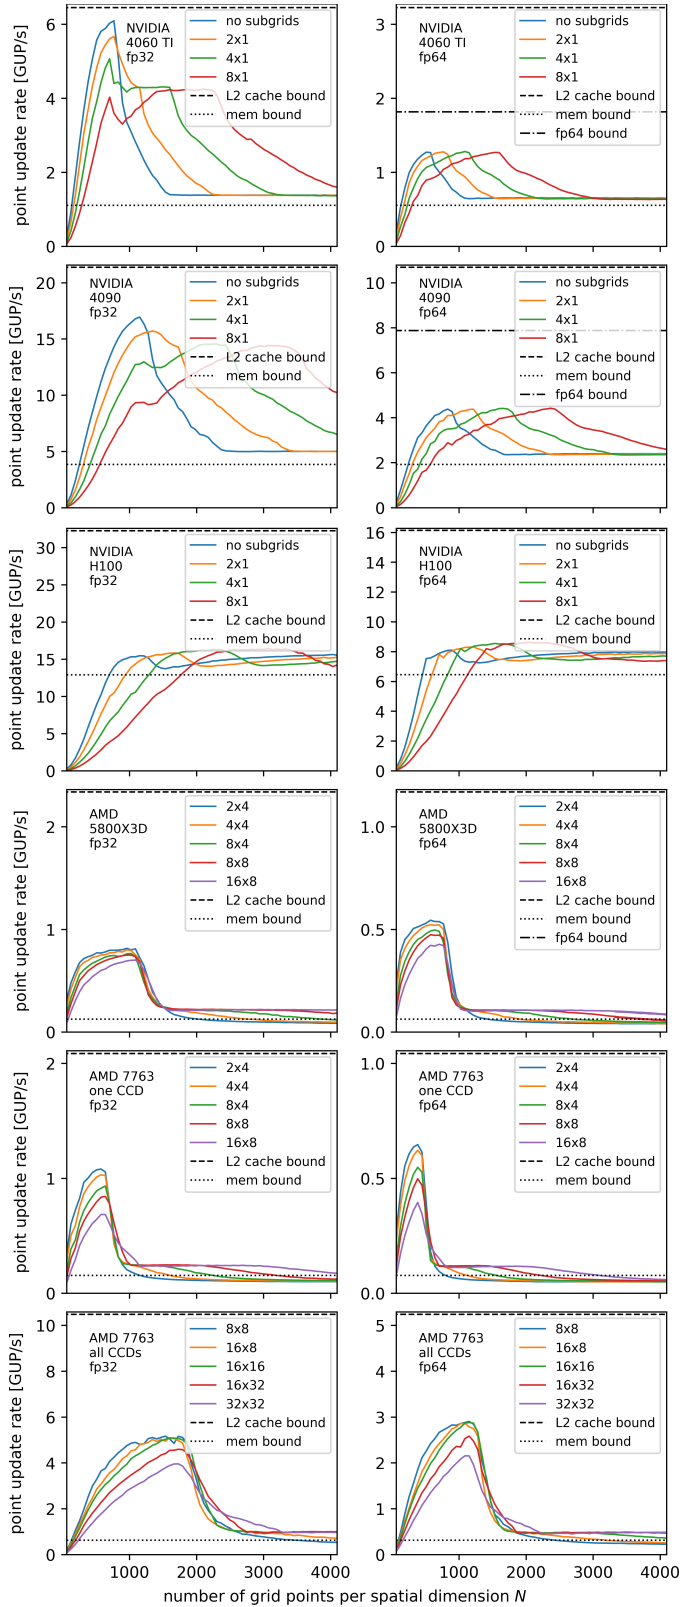 NVIDIA
4060 TI
fp32
no subgrids
2x1
4x1
8x1
L2 cache bound
mem bound
point update rate [GUP/s]
6
4
2
0
NVIDIA
4060 TI
fp64
no subgrids
2x1
4x1
8x1
L2 cache bound
mem bound
fp64 bound
3
2
1
0
NVIDIA
4090
fp32
no subgrids
2x1
4x1
8x1
L2 cache bound
mem bound
point update rate [GUP/s]
20
15
10
5
0
NVIDIA
4090
fp64
no subgrids
2x1
4x1
8x1
L2 cache bound
mem bound
fp64 bound
10
8
6
4
2
0
NVIDIA
H100
fp32
no subgrids
2x1
4x1
8x1
L2 cache bound
mem bound
point update rate [GUP/s]
30
25
20
15
10
5
0
NVIDIA
H100
fp64
no subgrids
2x1
4x1
8x1
L2 cache bound
mem bound
16
14
12
10
8
6
4
2
0
AMD
5800X3D
fp32
2x4
4x4
8x4
8x8
16x8
L2 cache bound
mem bound
point update rate [GUP/s]
2
1
0
AMD
5800X3D
fp64
2x4
4x4
8x4
8x8
16x8
L2 cache bound
mem bound
fp64 bound
1.0
0.5
0.0
AMD 7763
one CCD
fp32
2x4
4x4
8x4
8x8
16x8
L2 cache bound
mem bound
point update rate [GUP/s]
2
1
0
AMD 7763
one CCD
fp64
2x4
4x4
8x4
8x8
16x8
L2 cache bound
mem bound
1.0
0.5
0.0
AMD 7763
all CCDs
fp32
8x8
16x8
16x16
16x32
32x32
L2 cache bound
mem bound
point update rate [GUP/s]
10
8
6
4
2
0
1000 2000 3000 4000
AMD 7763
all CCDs
fp64
8x8
16x8
16x16
16x32
32x32
L2 cache bound
mem bound
5
4
3
2
1
0
1000 2000 3000 4000
number of grid points per spatial dimension N